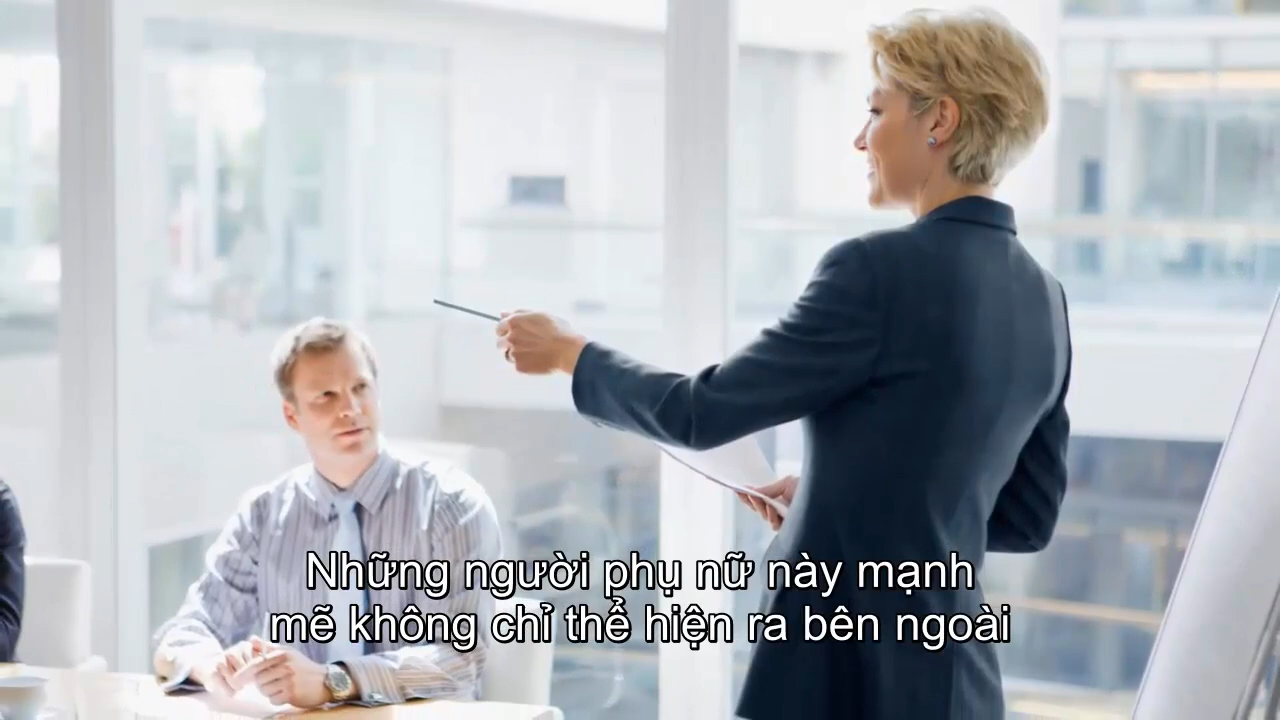 Những người phụ nữ này mạnh
mẽ không chỉ thể hiện ra bên ngoài